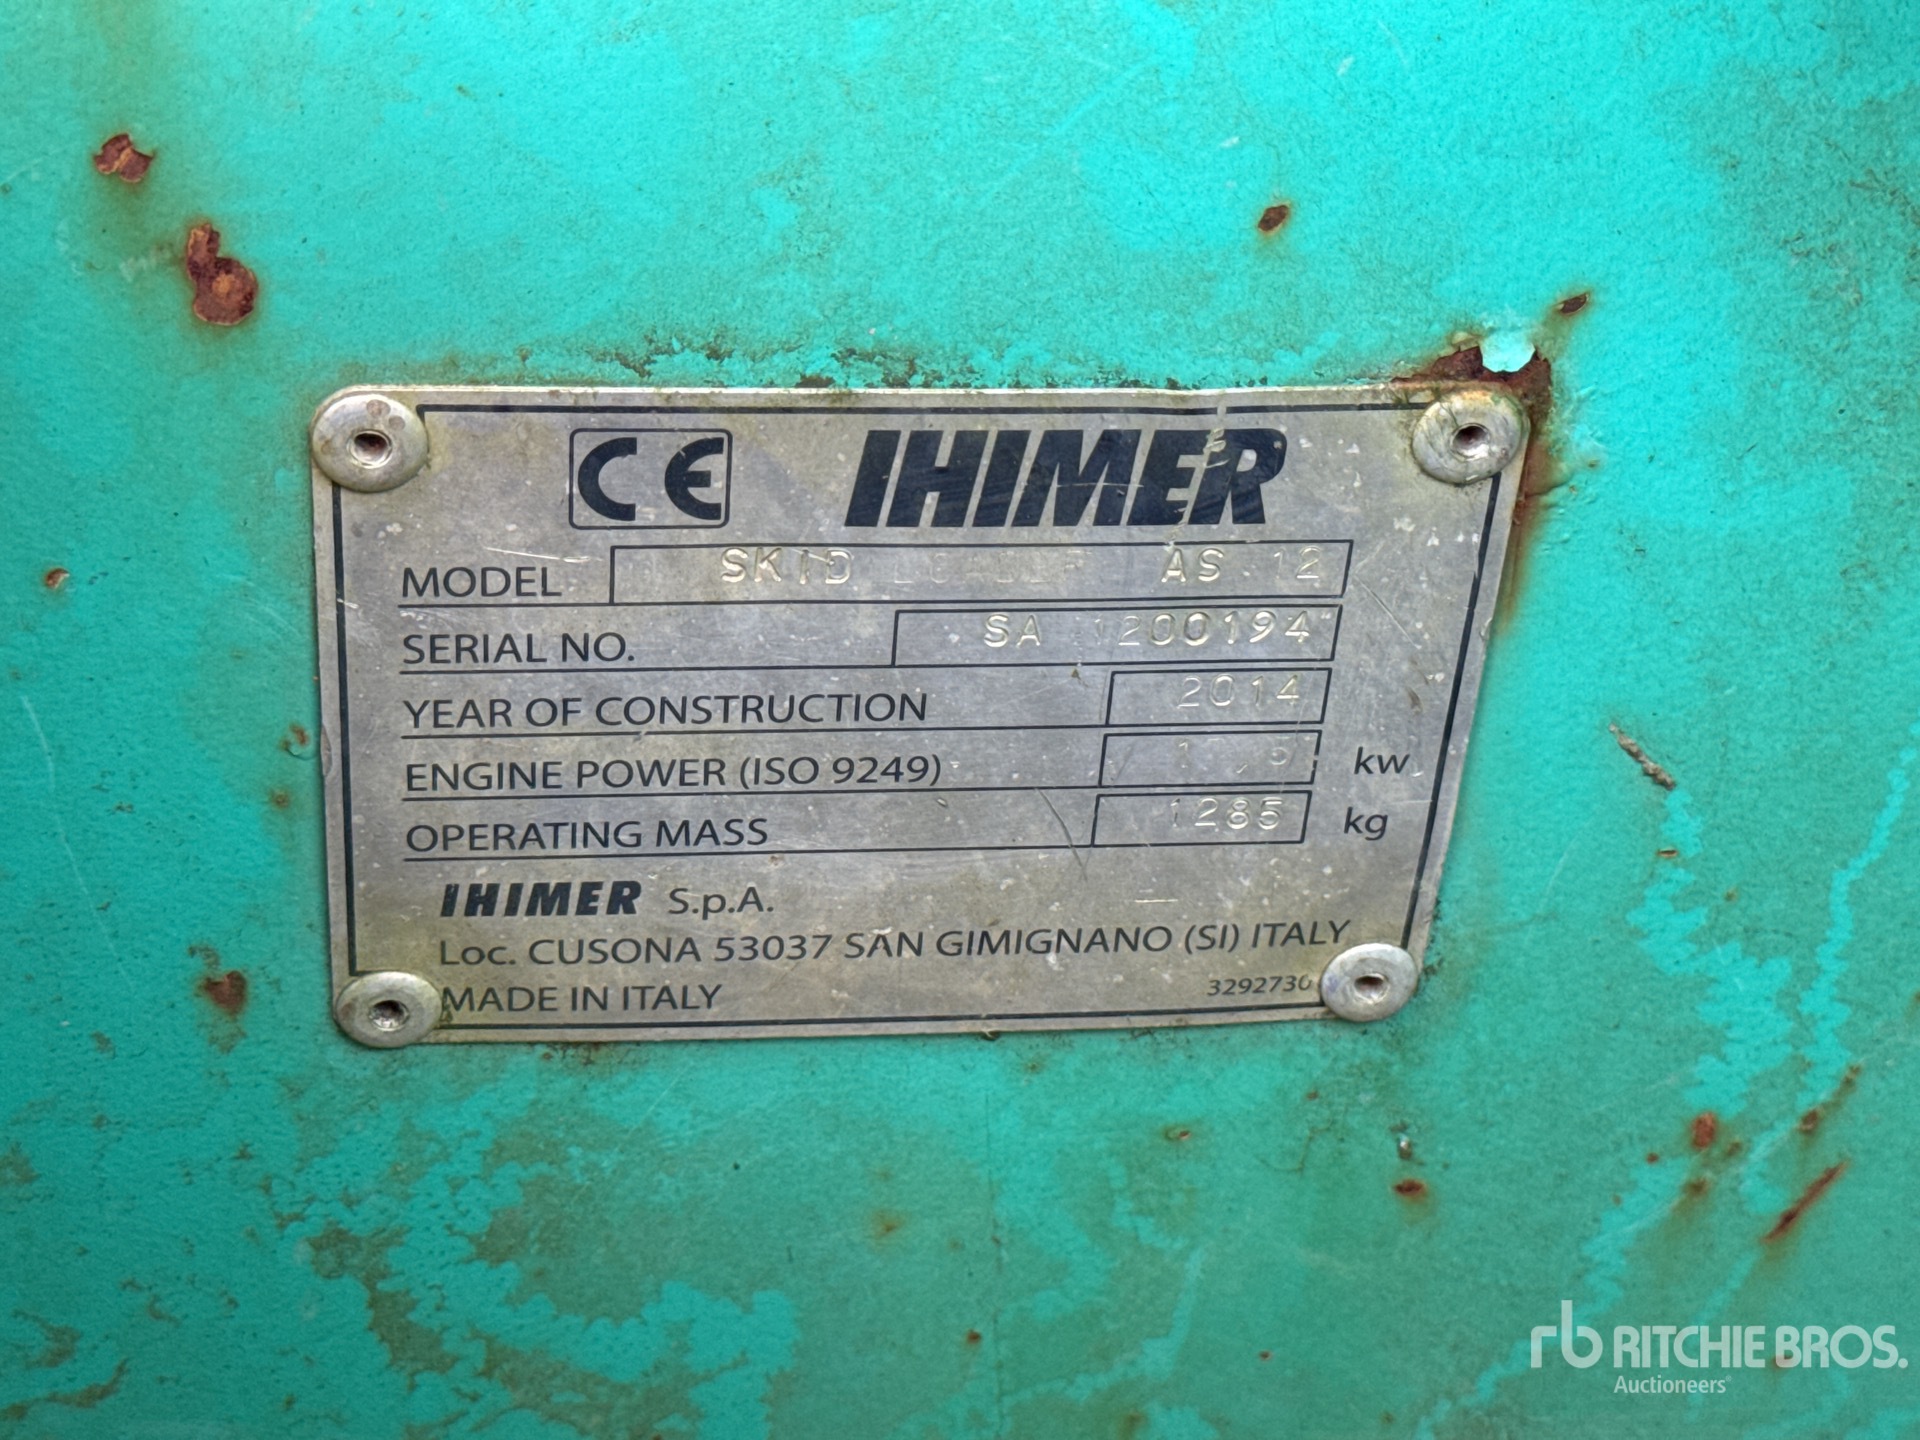 CE IHIMER
MODEL SKID AS 12
SERIAL NO. SA 1200194
YEAR OF CONSTRUCTION 2014
ENGINE POWER (ISO 9249) kw
OPERATING MASS 1285 kg
IHIMER S.p.A.
Loc. CUSONA 53037 SAN GIMIGNANO (SI) ITALY
MADE IN ITALY 3292730
rb RITCHIE BROS.
Auctioneers